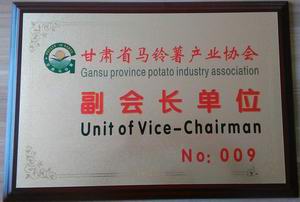 甘肃省马铃薯产业协会
Gansu province potato industry association
副会长单位
Unit of Vice-Chairman
No: 009